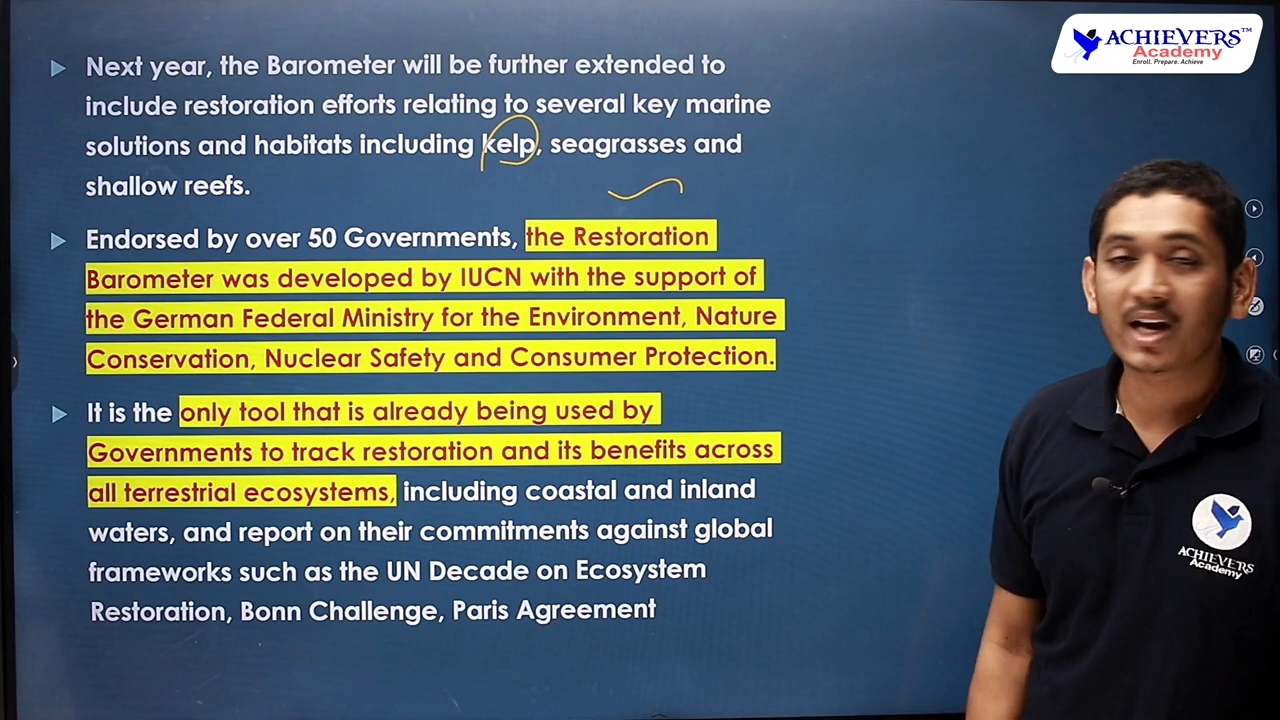 ACHIEVERS™
Academy
Enroll. Prepare. Achieve
Next year, the Barometer will be further extended to
include restoration efforts relating to several key marine
solutions and habitats including kelp, seagrasses and
shallow reefs.
Endorsed by over 50 Governments, the Restoration
Barometer was developed by IUCN with the support of
the German Federal Ministry for the Environment, Nature
Conservation, Nuclear Safety and Consumer Protection.
It is the only tool that is already being used by
Governments to track restoration and its benefits across
all terrestrial ecosystems, including coastal and inland
waters, and report on their commitments against global
frameworks such as the UN Decade on Ecosystem
Restoration, Bonn Challenge, Paris Agreement
ACHIEVERS
Academy